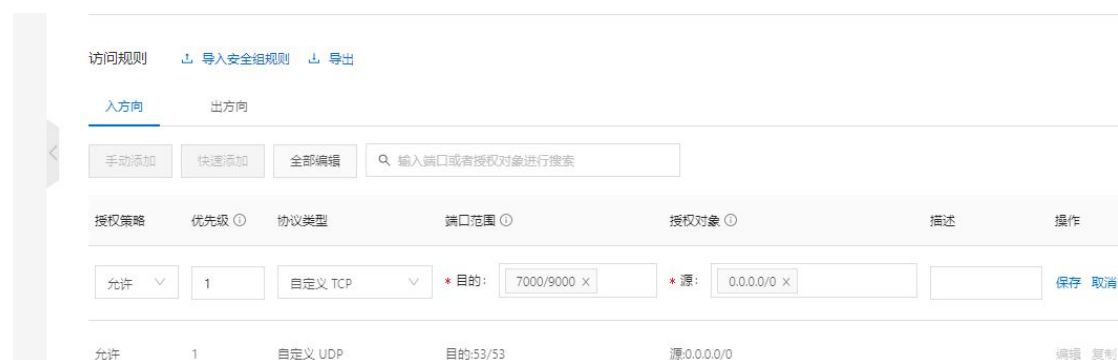 访问规则 导入安全组规则 导出
入方向 出方向
手动添加 快速添加 全部编辑 输入端口或者授权对象进行搜索
授权策略 优先级 协议类型 端口范围 授权对象 描述 操作
允许 1 自定义 TCP * 目的: 7000/9000 × * 源: 0.0.0.0/0 × 保存 取消
允许 1 自定义 UDP 目的:53/53 源:0.0.0.0/0 编辑 复制